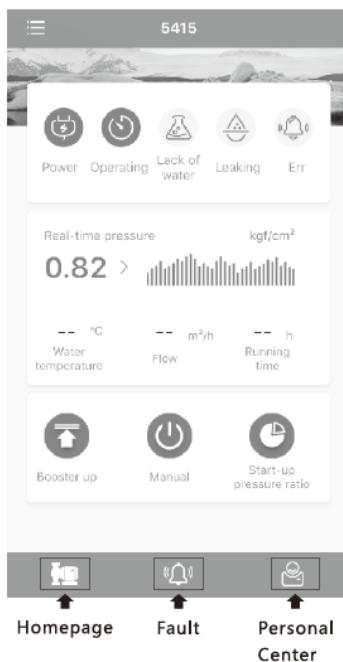 5415
Power Operating Lack of water Leaking Err
Real-time pressure kgf/cm²
0.82 >
-- °C -- m³/h -- h
Water temperature Flow Running time
Booster up Manual Start-up pressure ratio
Homepage Fault Personal Center